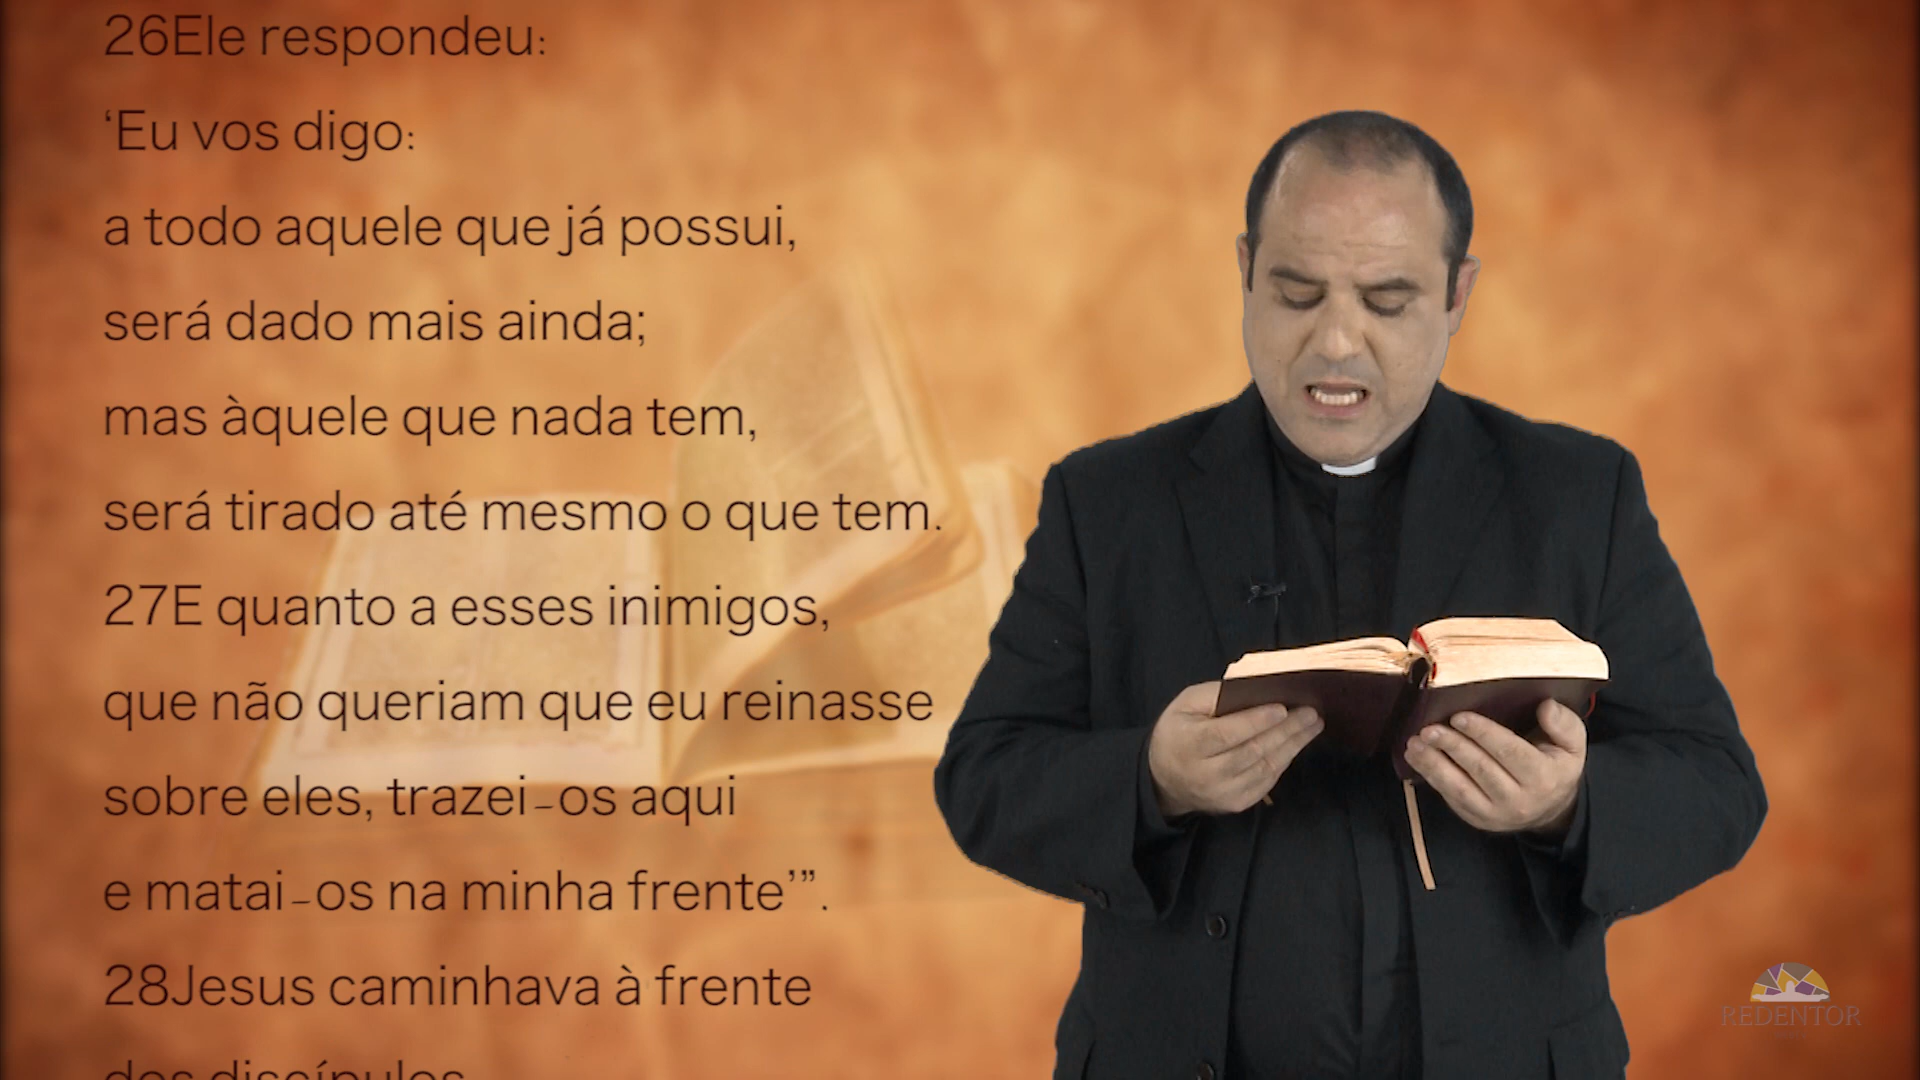 26Ele respondeu:
‘Eu vos digo:
a todo aquele que já possui,
será dado mais ainda;
mas àquele que nada tem,
será tirado até mesmo o que tem.
27E quanto a esses inimigos,
que não queriam que eu reinasse
sobre eles, trazei-os aqui
e matai-os na minha frente’”.
28Jesus caminhava à frente
dos discípulos
REDENTOR